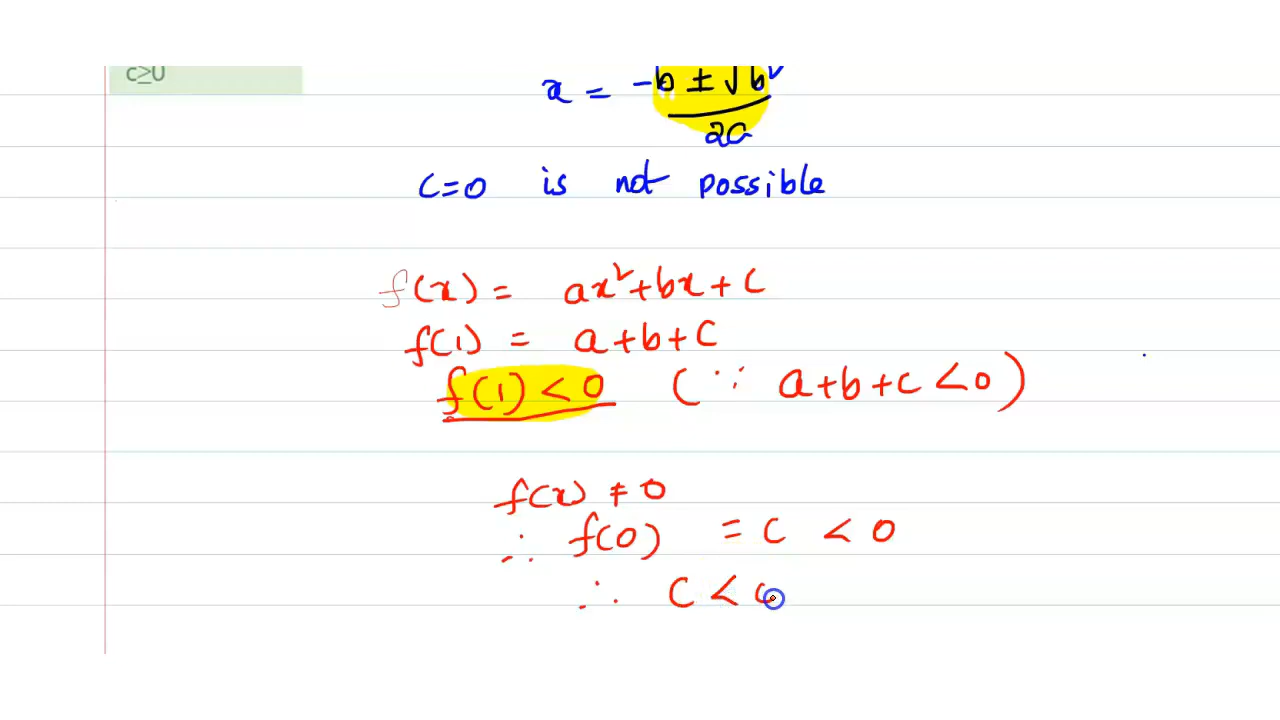 c≥0
x = -b ± √b²
2a
c=0 is not possible
f(x) = ax²+bx+c
f(1) = a+b+c
f(1) < 0 (∵ a+b+c < 0)
f(x) ≠ 0
∴ f(0) = c < 0
∴ c < 0